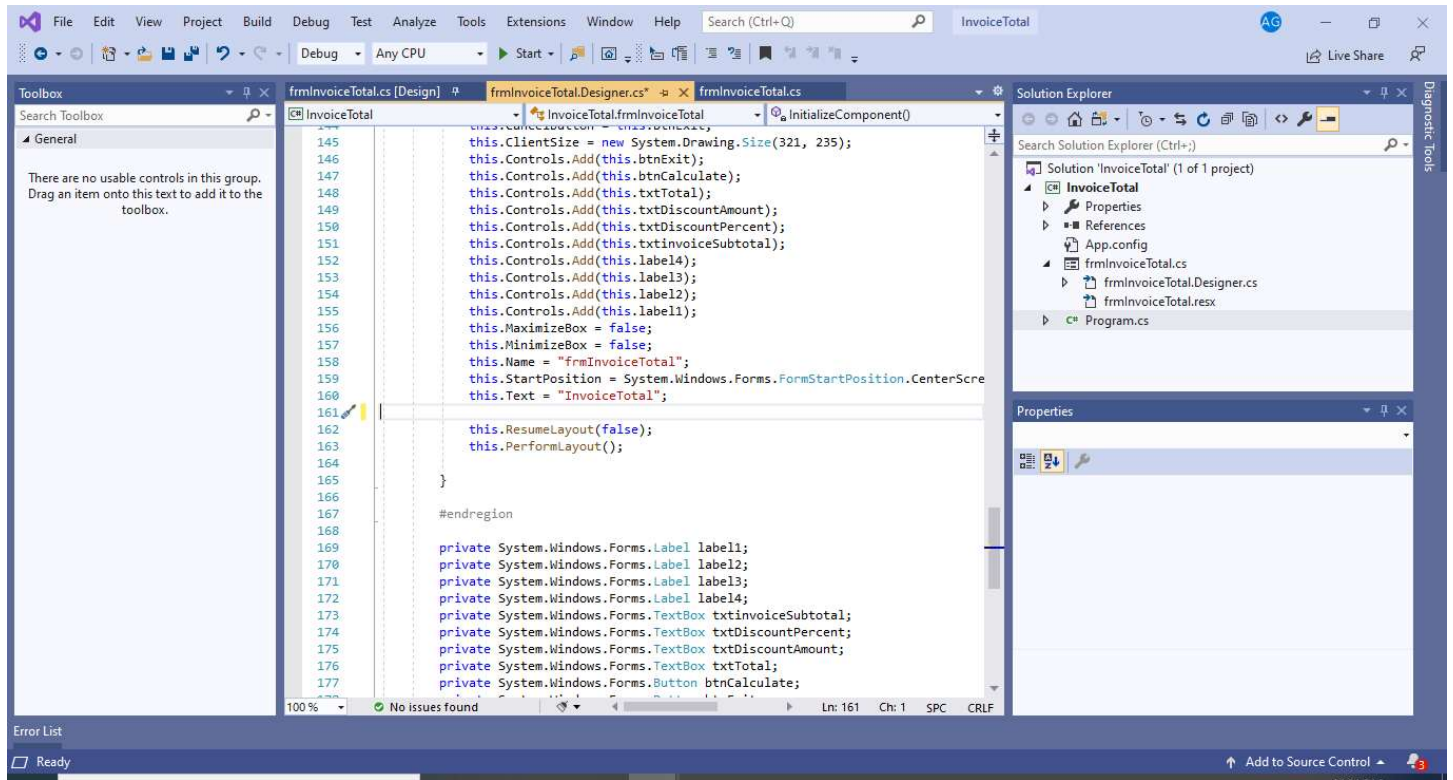 File Edit View Project Build Debug Test Analyze Tools Extensions Window Help Search (Ctrl+Q) InvoiceTotal AG
Debug Any CPU Start Live Share
Toolbox
Search Toolbox
General
There are no usable controls in this group.
Drag an item onto this text to add it to the
toolbox.
frmInvoiceTotal.cs [Design] frmInvoiceTotal.Designer.cs* frmInvoiceTotal.cs
C# InvoiceTotal InvoiceTotal.frmInvoiceTotal InitializeComponent()
144 this.CancelButton = this.btnExit;
145 this.ClientSize = new System.Drawing.Size(321, 235);
146 this.Controls.Add(this.btnExit);
147 this.Controls.Add(this.btnCalculate);
148 this.Controls.Add(this.txtTotal);
149 this.Controls.Add(this.txtDiscountAmount);
150 this.Controls.Add(this.txtDiscountPercent);
151 this.Controls.Add(this.txtinvoiceSubtotal);
152 this.Controls.Add(this.label4);
153 this.Controls.Add(this.label3);
154 this.Controls.Add(this.label2);
155 this.Controls.Add(this.label1);
156 this.MaximizeBox = false;
157 this.MinimizeBox = false;
158 this.Name = "frmInvoiceTotal";
159 this.StartPosition = System.Windows.Forms.FormStartPosition.CenterScre
160 this.Text = "InvoiceTotal";
161
162 this.ResumeLayout(false);
163 this.PerformLayout();
164
165 }
166
167 #endregion
168
169 private System.Windows.Forms.Label label1;
170 private System.Windows.Forms.Label label2;
171 private System.Windows.Forms.Label label3;
172 private System.Windows.Forms.Label label4;
173 private System.Windows.Forms.TextBox txtinvoiceSubtotal;
174 private System.Windows.Forms.TextBox txtDiscountPercent;
175 private System.Windows.Forms.TextBox txtDiscountAmount;
176 private System.Windows.Forms.TextBox txtTotal;
177 private System.Windows.Forms.Button btnCalculate;
100 % No issues found Ln: 161 Ch: 1 SPC CRLF
Solution Explorer
Search Solution Explorer (Ctrl+;)
Solution 'InvoiceTotal' (1 of 1 project)
C# InvoiceTotal
Properties
References
App.config
frmInvoiceTotal.cs
frmInvoiceTotal.Designer.cs
frmInvoiceTotal.resx
C# Program.cs
Properties
Diagnostic Tools
Error List
Ready Add to Source Control 3